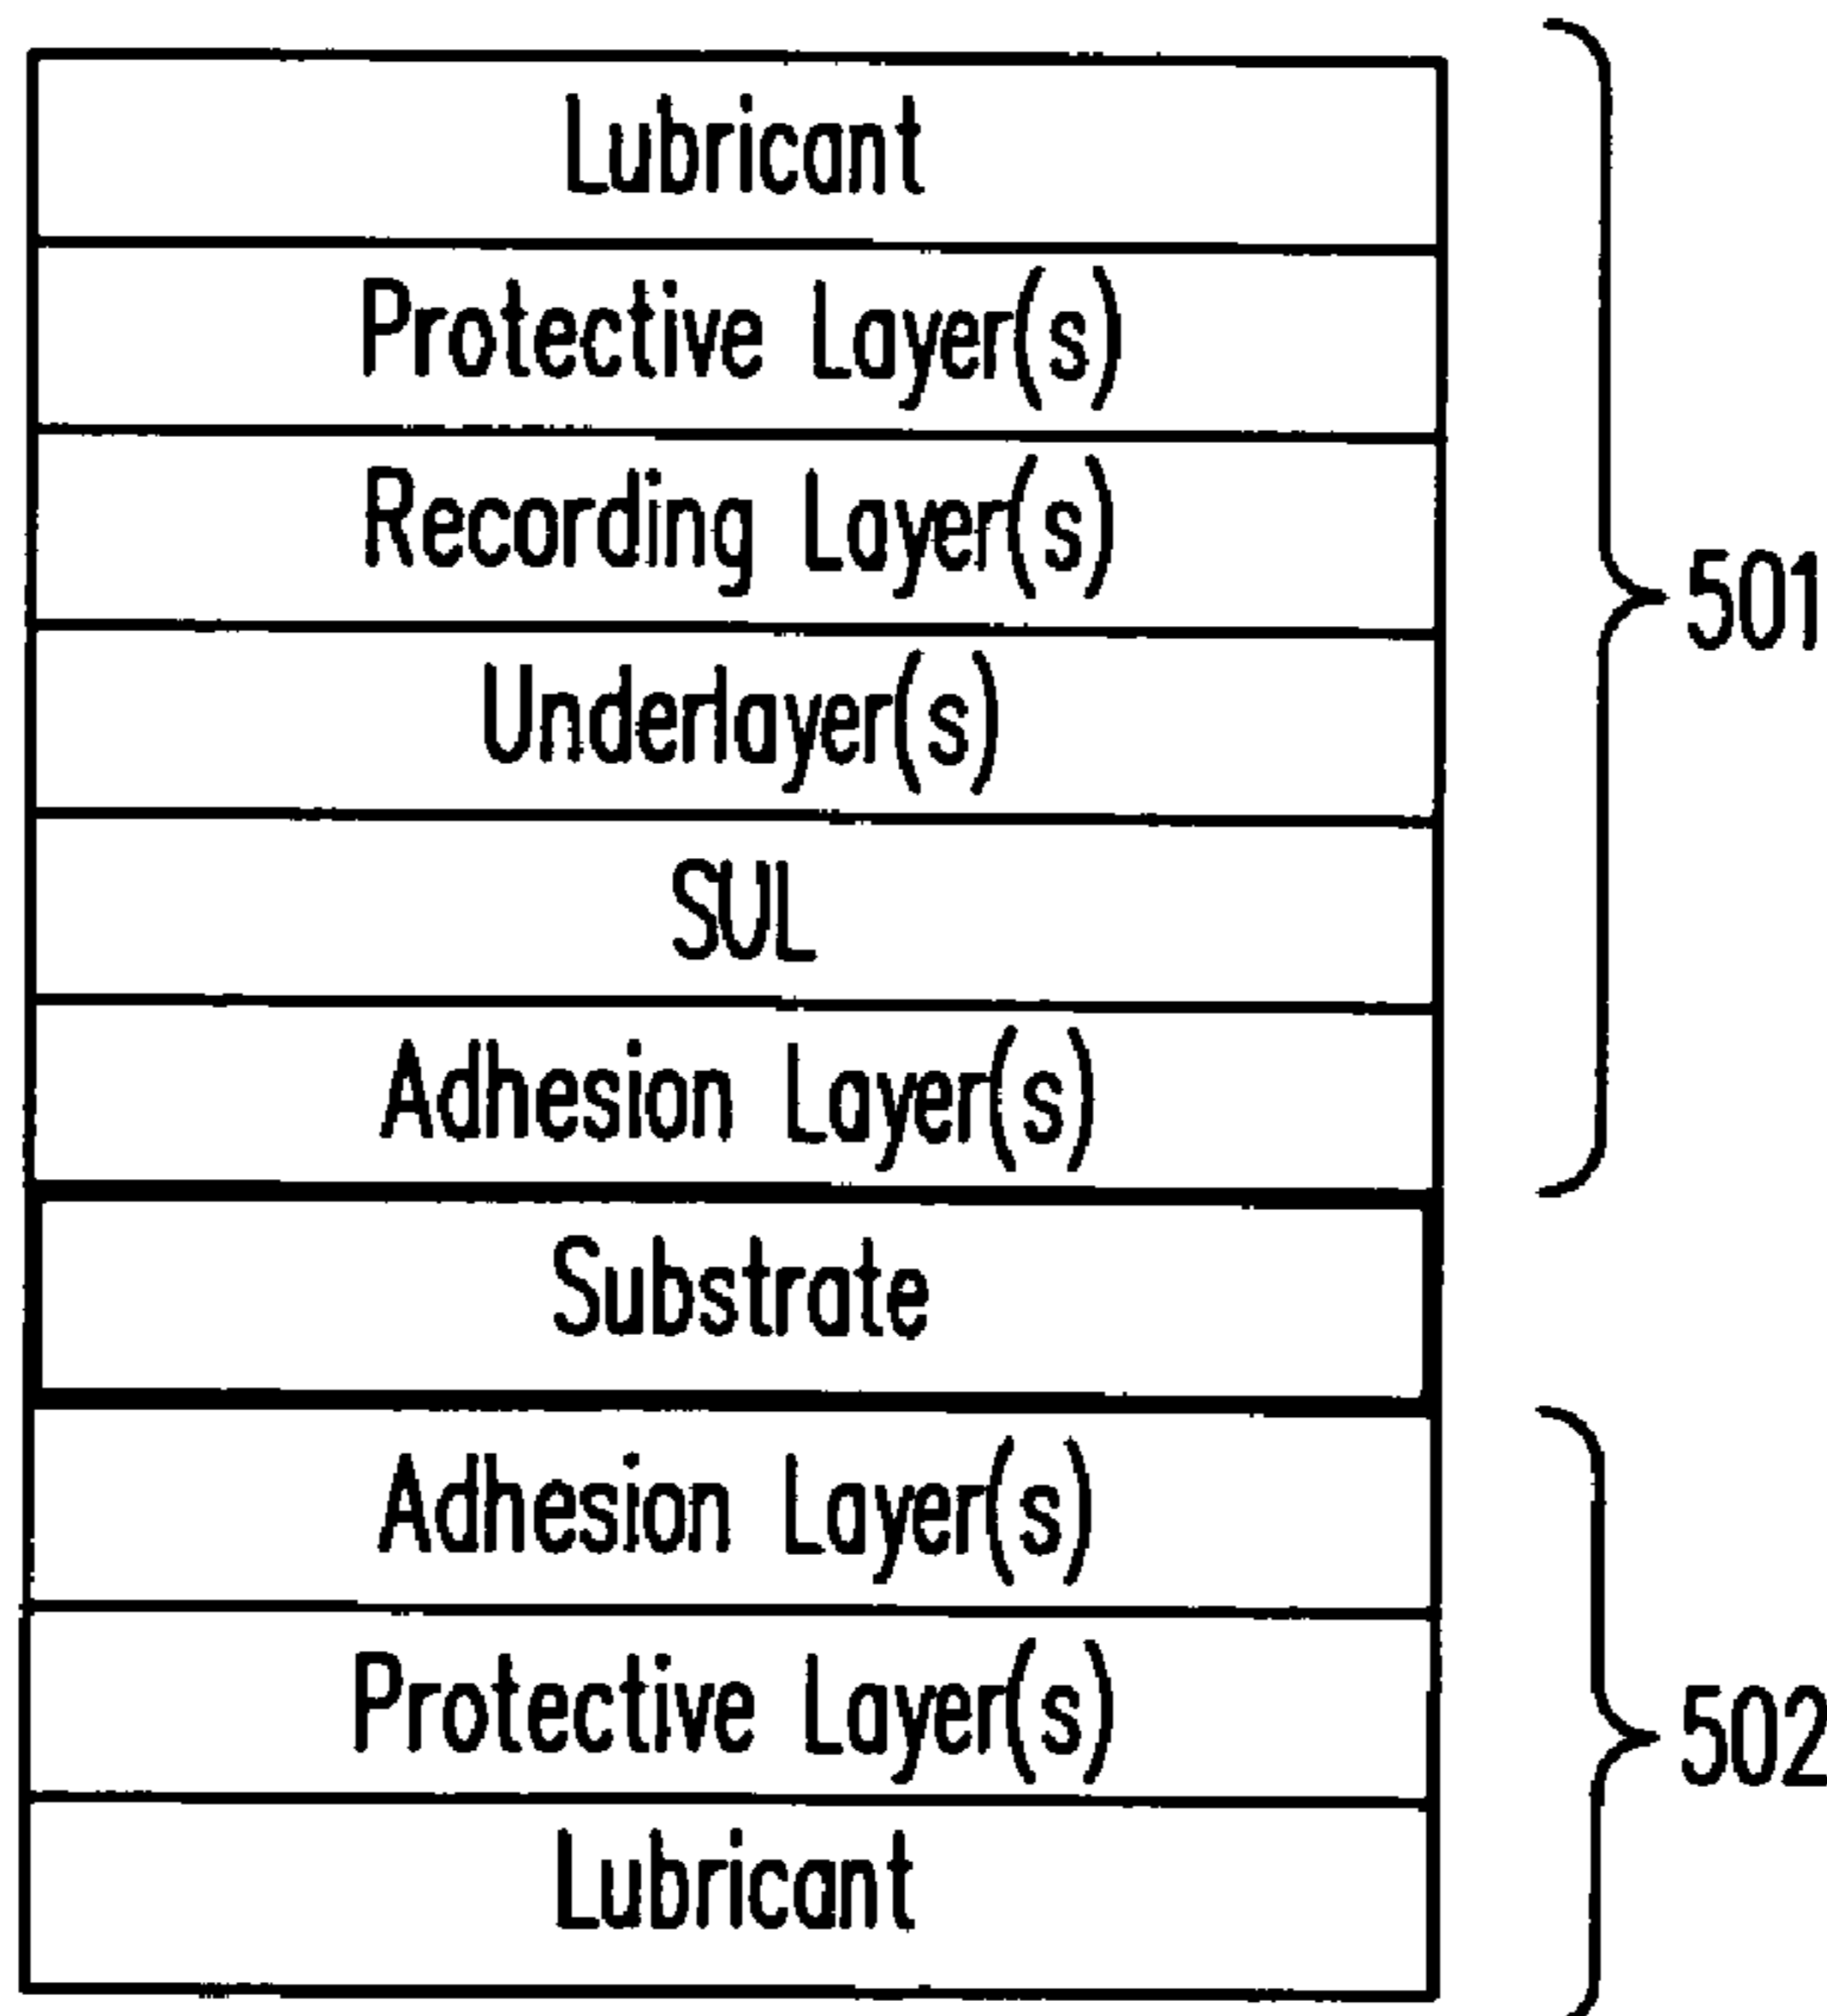 Lubricant
Protective Layer(s)
Recording Layer(s)
501
Underlayer(s)
SUL
Adhesion Layer(s)
Substrate
Adhesion Layer(s)
Protective Layer(s)
502
Lubricant